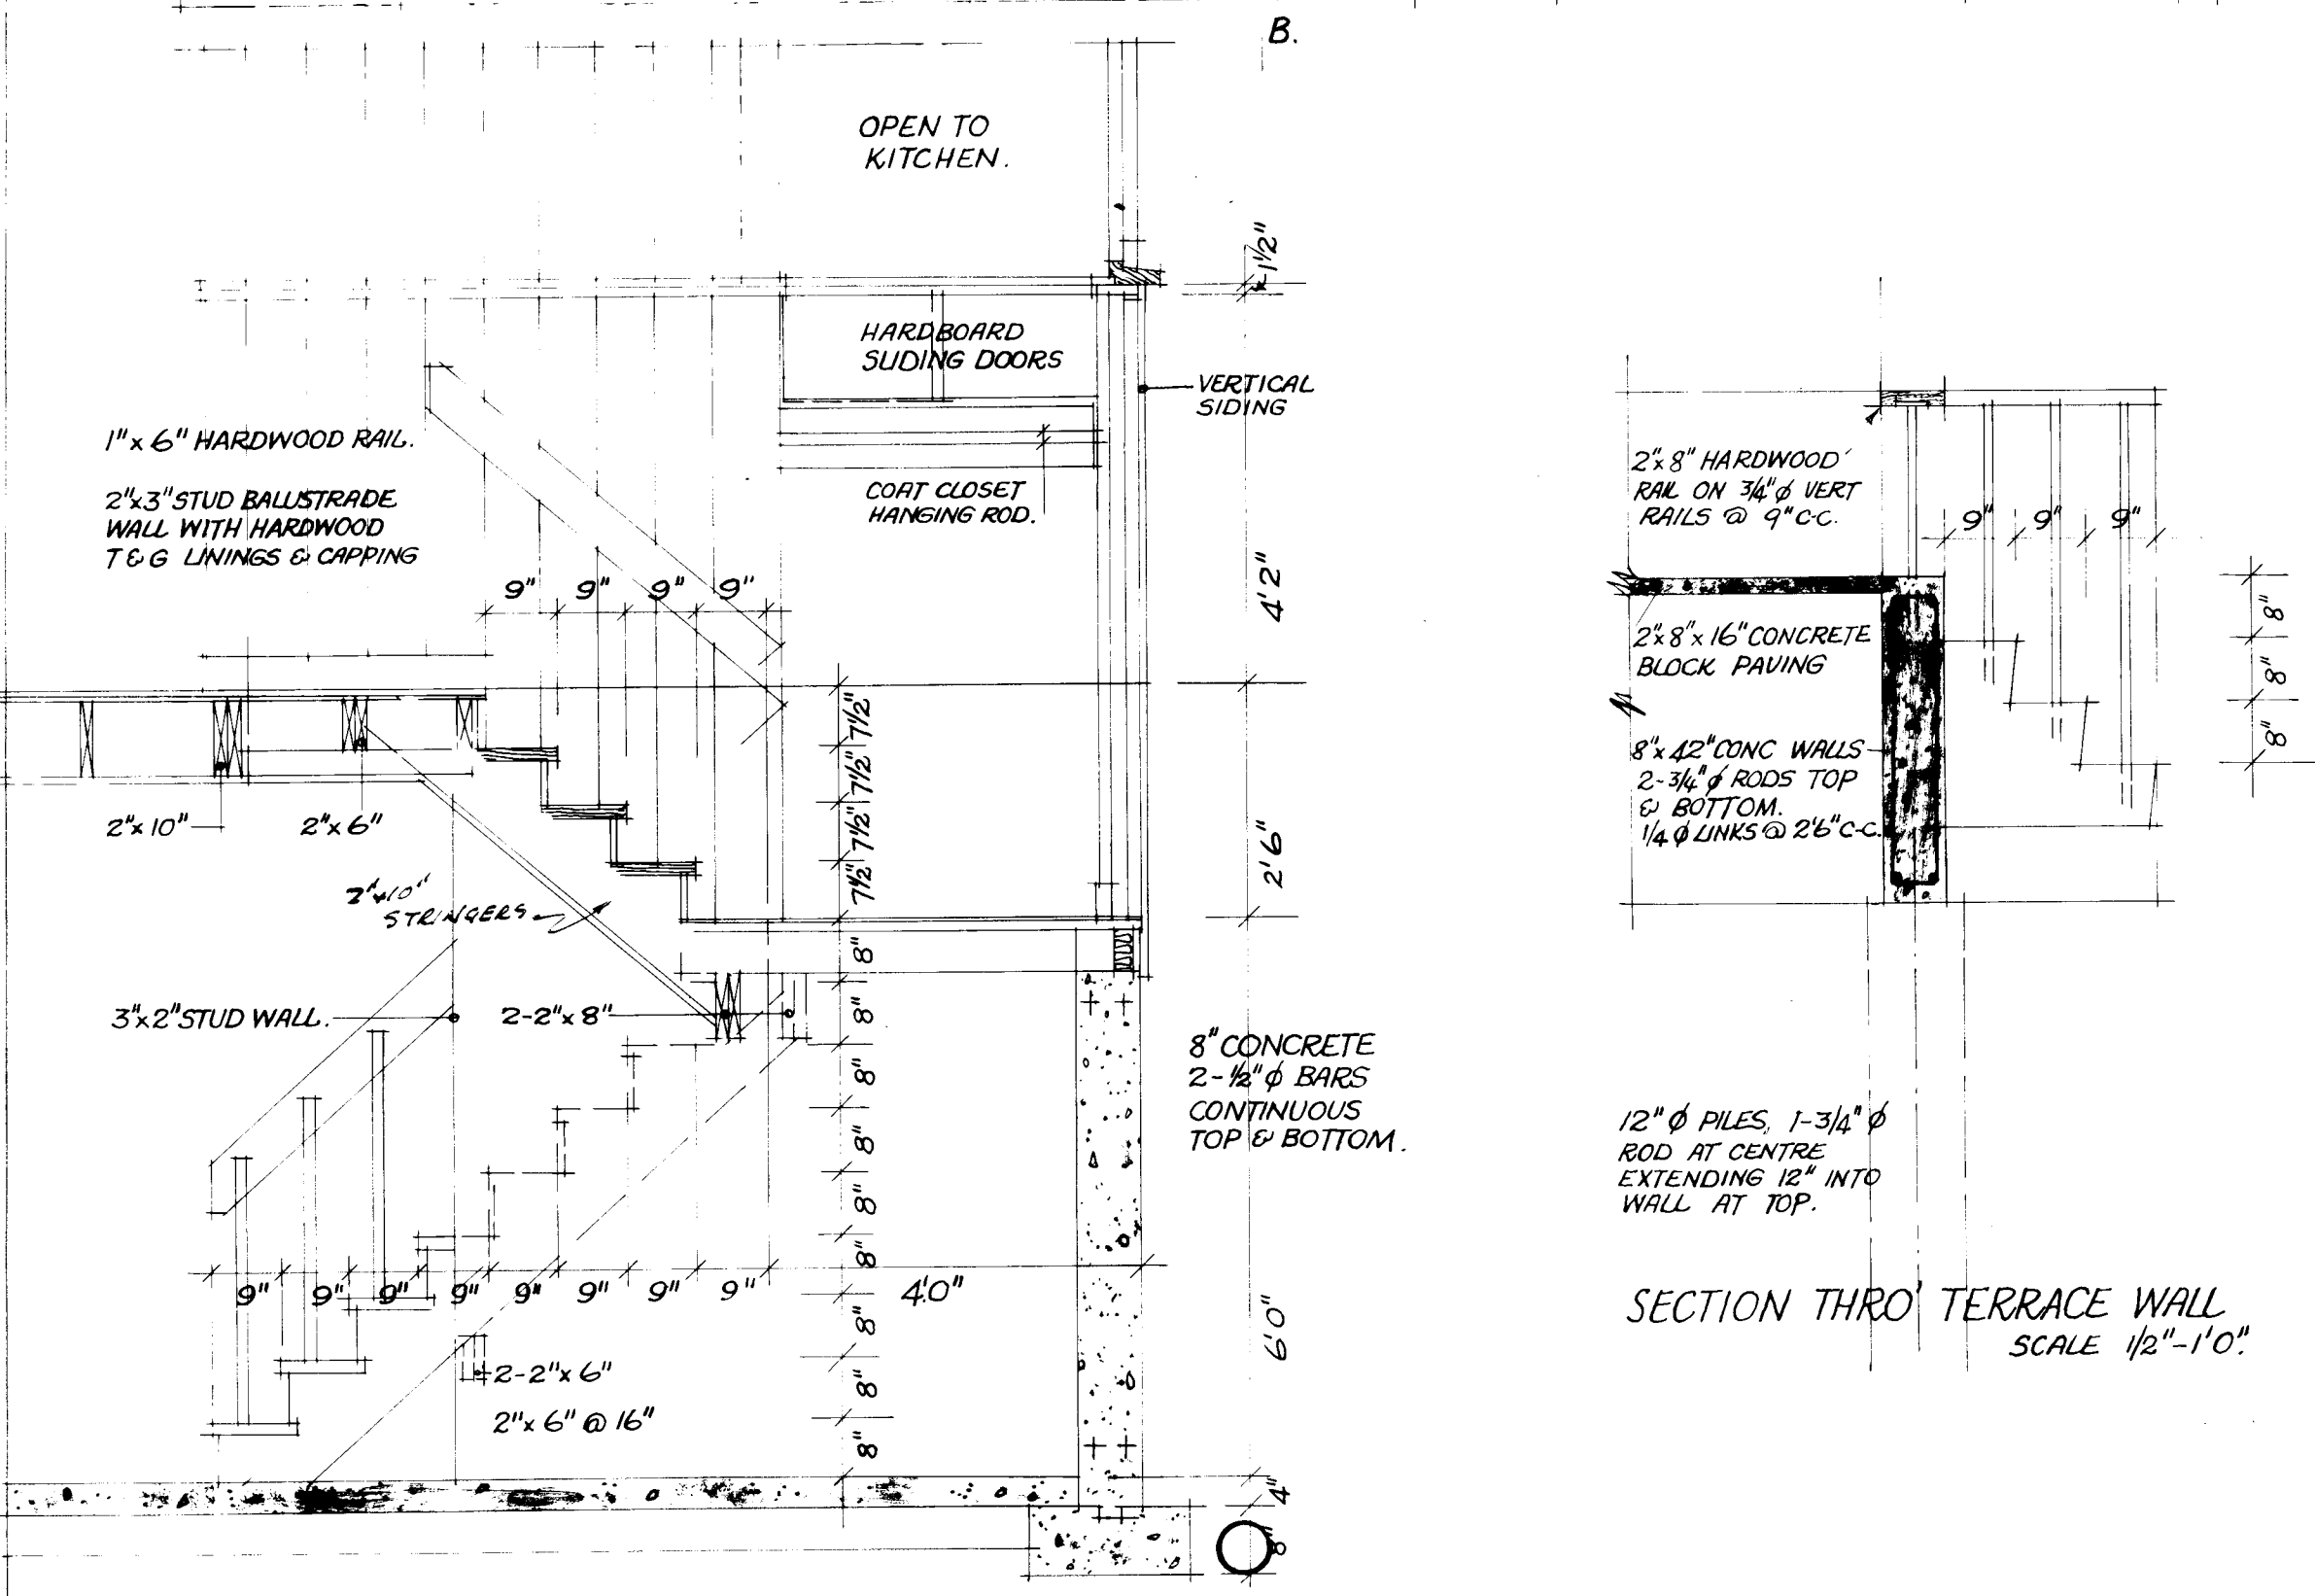 B.
OPEN TO
KITCHEN.
1½"
HARDBOARD
SLIDING DOORS
VERTICAL
SIDING
1" x 6" HARDWOOD RAIL.
COAT CLOSET
HANGING ROD.
2"x3" STUD BALUSTRADE
WALL WITH HARDWOOD
T & G LININGS & CAPPING
9" 9" 9" 9"
4'2"
7½"
7½"
7½"
7½"
2'6"
2"x 10"
2"x 6"
2"x10"
STRINGERS
3"x2" STUD WALL.
2-2"x 8"
8"
8"
8"
8"
8"
8"
8"
8"
8"
8" CONCRETE
2-½"ϕ BARS
CONTINUOUS
TOP & BOTTOM.
9" 9" 9" 9" 9" 9" 9" 9" 4'0"
6'0"
2-2"x 6"
2"x 6" @ 16"
4"
8"
2"x 8" HARDWOOD
RAIL ON 3/4"ϕ VERT
RAILS @ 9" C-C.
9" 9" 9"
2"x 8"x 16" CONCRETE
BLOCK PAVING
8"
8"
8"
8"x 42" CONC WALLS
2-3/4"ϕ RODS TOP
& BOTTOM.
1/4 ϕ LINKS @ 2'6" C-C.
12" ϕ PILES, 1-3/4" ϕ
ROD AT CENTRE
EXTENDING 12" INTO
WALL AT TOP.
SECTION THRO' TERRACE WALL
SCALE 1/2"-1'0".